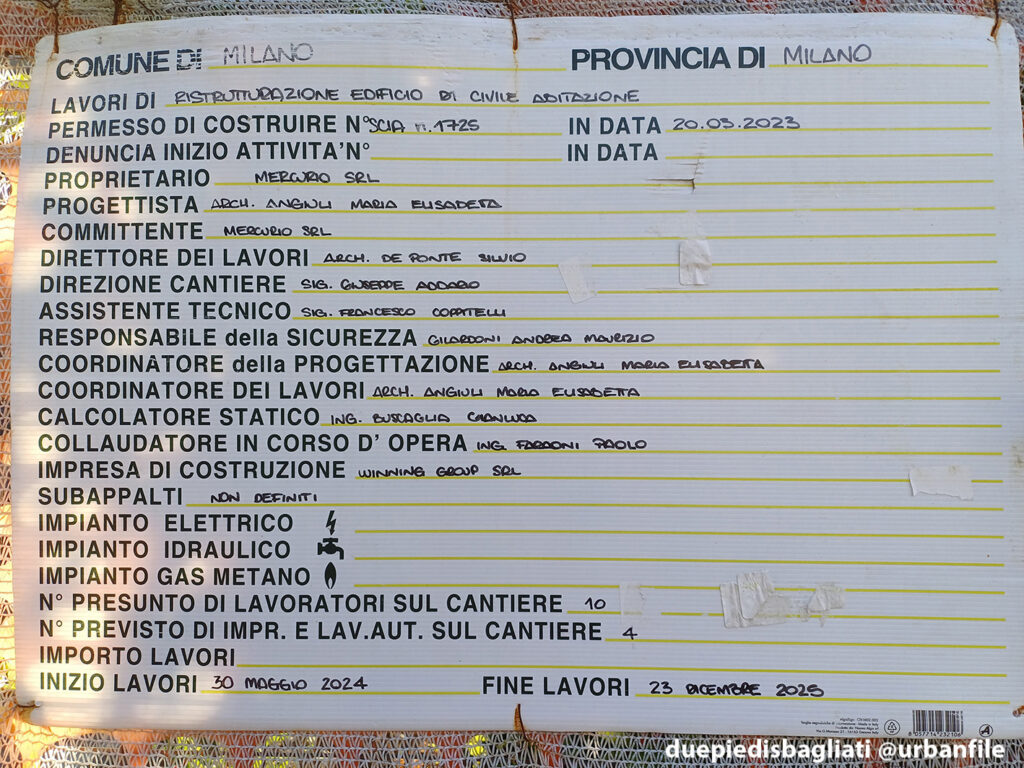 COMUNE DI MILANO PROVINCIA DI MILANO
LAVORI DI RISTRUTTURAZIONE EDIFICIO DI CIVILE ABITAZIONE
PERMESSO DI COSTRUIRE N° SCIA n.1725 IN DATA 20.03.2023
DENUNCIA INIZIO ATTIVITA'N° IN DATA
PROPRIETARIO MERCURIO SRL
PROGETTISTA ARCH. ANGIULI MARIA ELISABETTA
COMMITTENTE MERCURIO SRL
DIRETTORE DEI LAVORI ARCH. DE PONTE SILVIO
DIREZIONE CANTIERE SIG. GIUSEPPE ADDARIO
ASSISTENTE TECNICO SIG. FRANCESCO COPPITELLI
RESPONSABILE della SICUREZZA GILARDONI ANDREA MAURIZIO
COORDINATORE della PROGETTAZIONE ARCH. ANGIULI MARIA ELISABETTA
COORDINATORE DEI LAVORI ARCH. ANGIULI MARIA ELISABETTA
CALCOLATORE STATICO ING. BUSCAGLIA GIANLUCA
COLLAUDATORE IN CORSO D' OPERA ING. FARAONI PAOLO
IMPRESA DI COSTRUZIONE WINNING GROUP SRL
SUBAPPALTI NON DEFINITI
IMPIANTO ELETTRICO
IMPIANTO IDRAULICO
IMPIANTO GAS METANO
N° PRESUNTO DI LAVORATORI SUL CANTIERE 10
N° PREVISTO DI IMPR. E LAV.AUT. SUL CANTIERE 4
IMPORTO LAVORI
INIZIO LAVORI 30 MAGGIO 2024 FINE LAVORI 23 DICEMBRE 2025
8 057714 232106
duepiedisbagliati @urbanfile